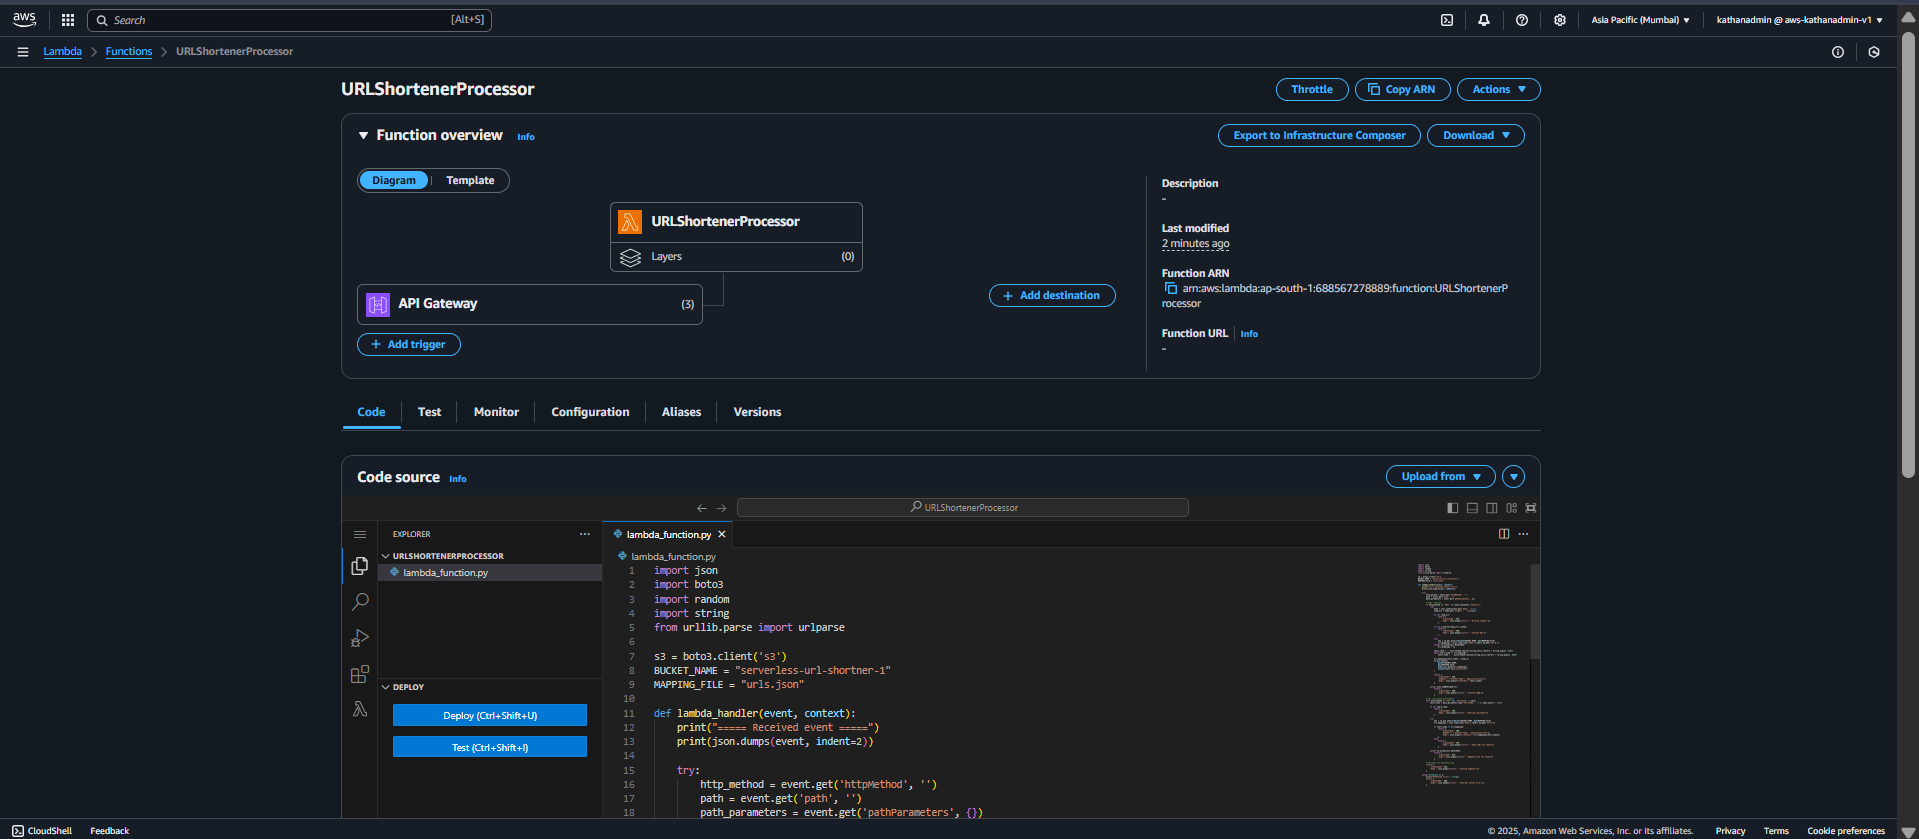 aws
Search [Alt+S]
Asia Pacific (Mumbai)
kathanadmin @ aws-kathanadmin-v1
Lambda > Functions > URLShortenerProcessor
URLShortenerProcessor
Throttle
Copy ARN
Actions
Function overview Info
Export to Infrastructure Composer
Download
Diagram
Template
URLShortenerProcessor
Layers (0)
API Gateway (3)
+ Add trigger
+ Add destination
Description
-
Last modified
2 minutes ago
Function ARN
arn:aws:lambda:ap-south-1:688567278889:function:URLShortenerP
rocessor
Function URL Info
-
Code
Test
Monitor
Configuration
Aliases
Versions
Code source Info
Upload from
URLShortenerProcessor
EXPLORER
URLSHORTENERPROCESSOR
lambda_function.py
DEPLOY
Deploy (Ctrl+Shift+U)
Test (Ctrl+Shift+I)
lambda_function.py
lambda_function.py
1 import json
2 import boto3
3 import random
4 import string
5 from urllib.parse import urlparse
6
7 s3 = boto3.client('s3')
8 BUCKET_NAME = "serverless-url-shortner-1"
9 MAPPING_FILE = "urls.json"
10
11 def lambda_handler(event, context):
12 print("===== Received event =====")
13 print(json.dumps(event, indent=2))
14
15 try:
16 http_method = event.get('httpMethod', '')
17 path = event.get('path', '')
18 path_parameters = event.get('pathParameters', {})
CloudShell
Feedback
© 2025, Amazon Web Services, Inc. or its affiliates.
Privacy
Terms
Cookie preferences